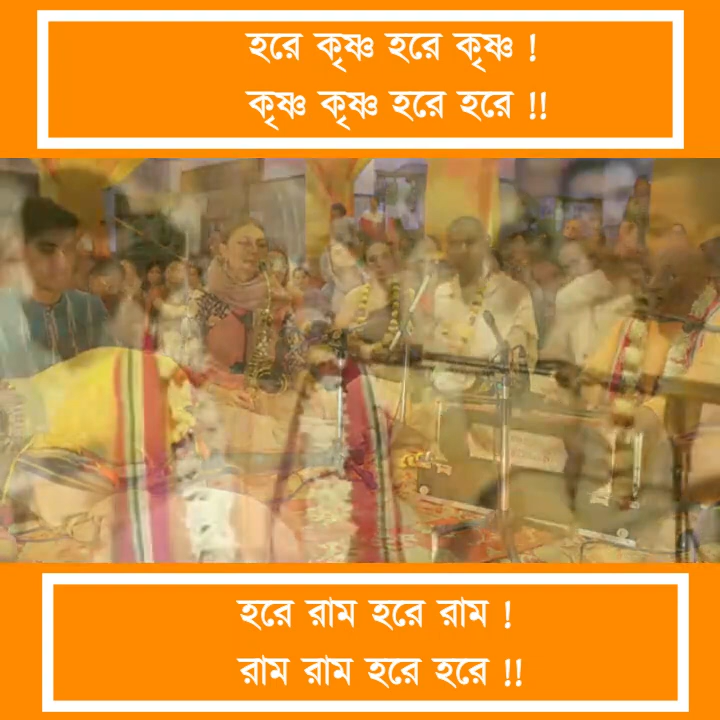 হরে কৃষ্ণ হরে কৃষ্ণ !
কৃষ্ণ কৃষ্ণ হরে হরে !!
হরে রাম হরে রাম !
রাম রাম হরে হরে !!